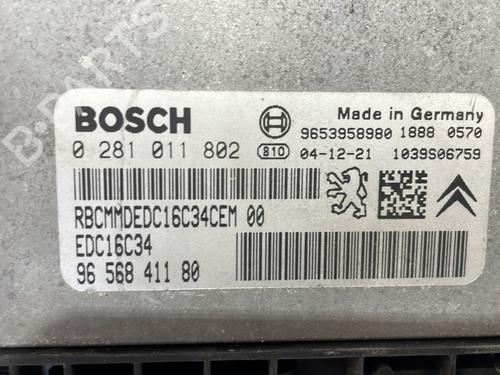 BOSCH
Made in Germany
9653958980 1888 0570
0 281 011 802 810 04-12-21 1039S06759
RBCMMDEDC16C34CEM 00
EDC16C34
96 568 411 80
B-PARTS